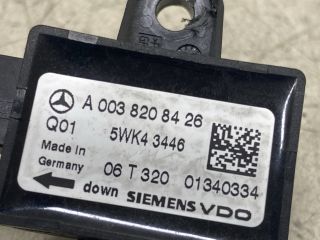 A 003 820 84 26
Q01 5WK4 3446
Made in
Germany 06 T 320 01340334
← down SIEMENS VDO